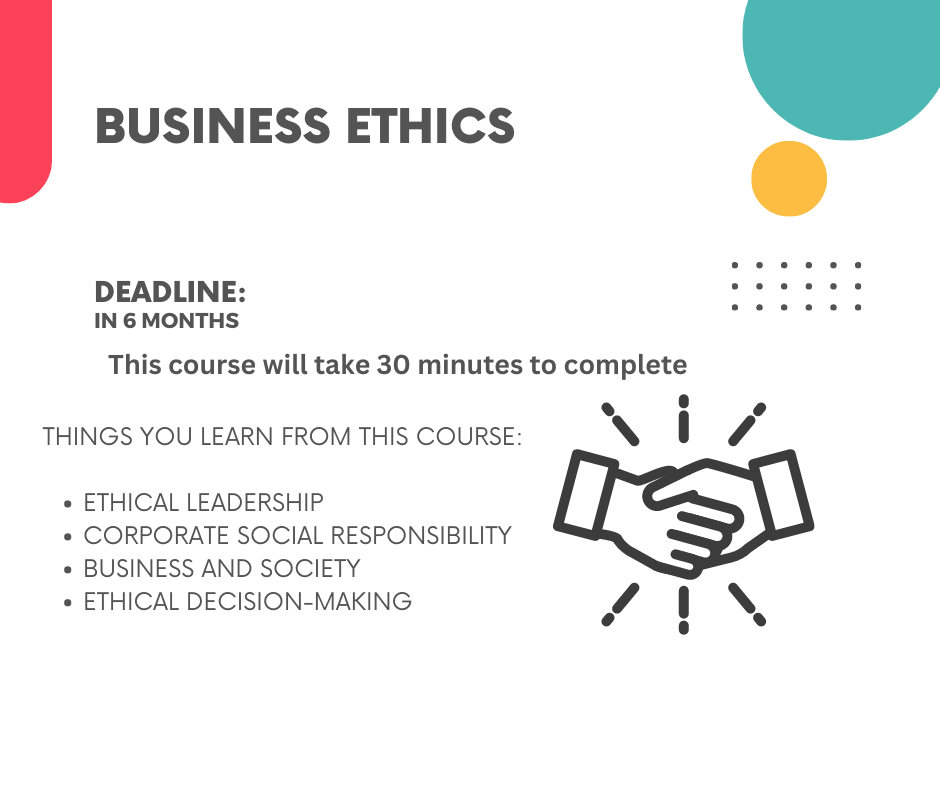 BUSINESS ETHICS
DEADLINE:
IN 6 MONTHS
This course will take 30 minutes to complete
THINGS YOU LEARN FROM THIS COURSE:
• ETHICAL LEADERSHIP
• CORPORATE SOCIAL RESPONSIBILITY
• BUSINESS AND SOCIETY
• ETHICAL DECISION-MAKING